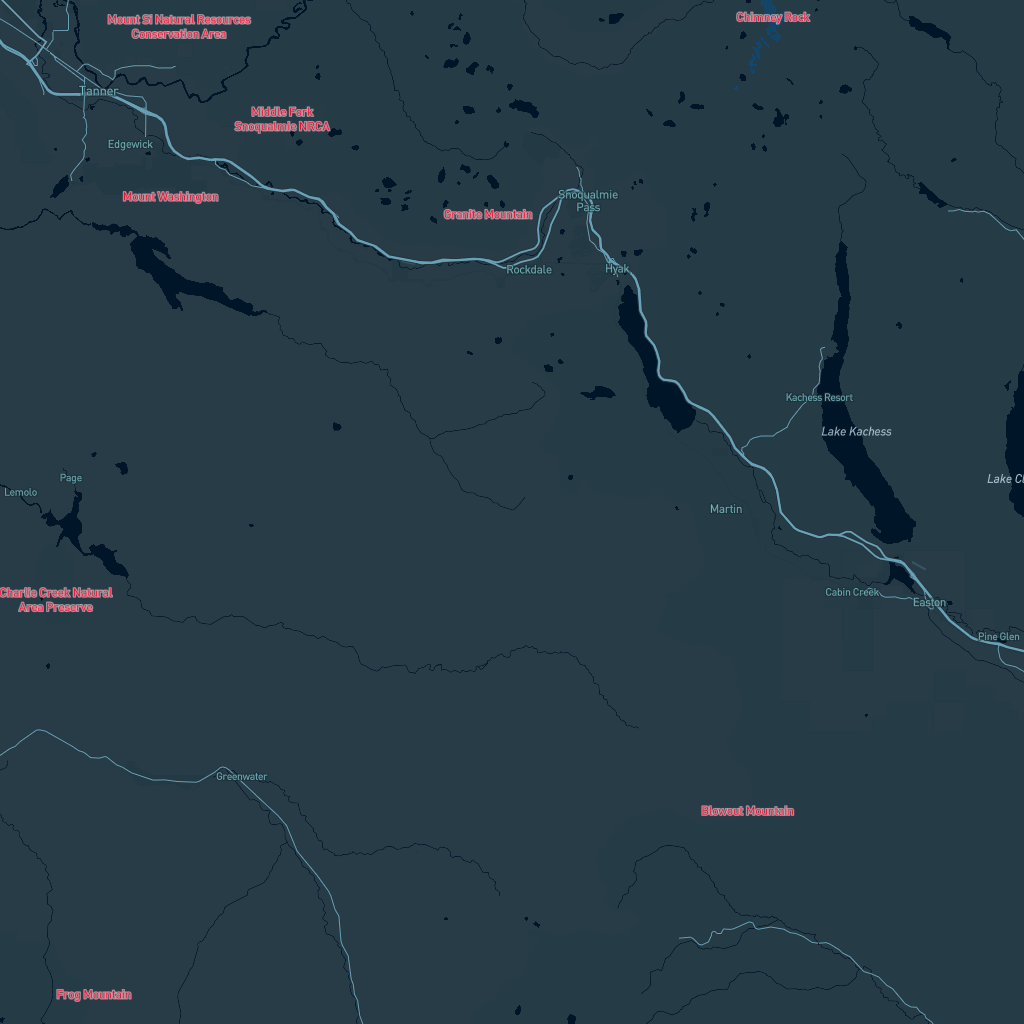 Mount Si Natural Resources
Conservation Area
Chimney Rock
Tanner
Middle Fork
Snoqualmie NRCA
Edgewick
Mount Washington
Snoqualmie
Pass
Granite Mountain
Rockdale
Hyak
Kachess Resort
Lake Kachess
Page
Lemolo
Lake Cl
Martin
Charlie Creek Natural
Area Preserve
Cabin Creek
Easton
Pine Glen
Greenwater
Blowout Mountain
Frog Mountain